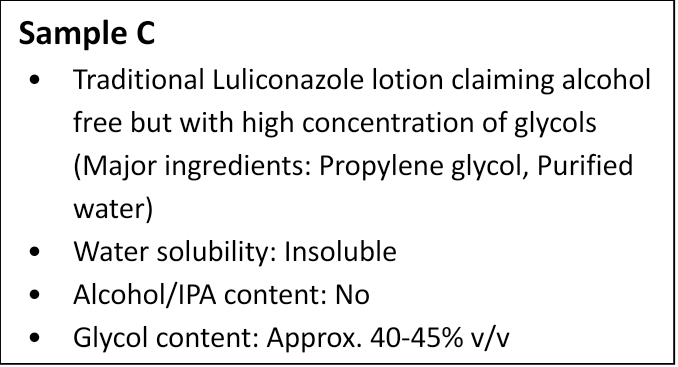 Sample C
• Traditional Luliconazole lotion claiming alcohol
free but with high concentration of glycols
(Major ingredients: Propylene glycol, Purified
water)
• Water solubility: Insoluble
• Alcohol/IPA content: No
• Glycol content: Approx. 40-45% v/v